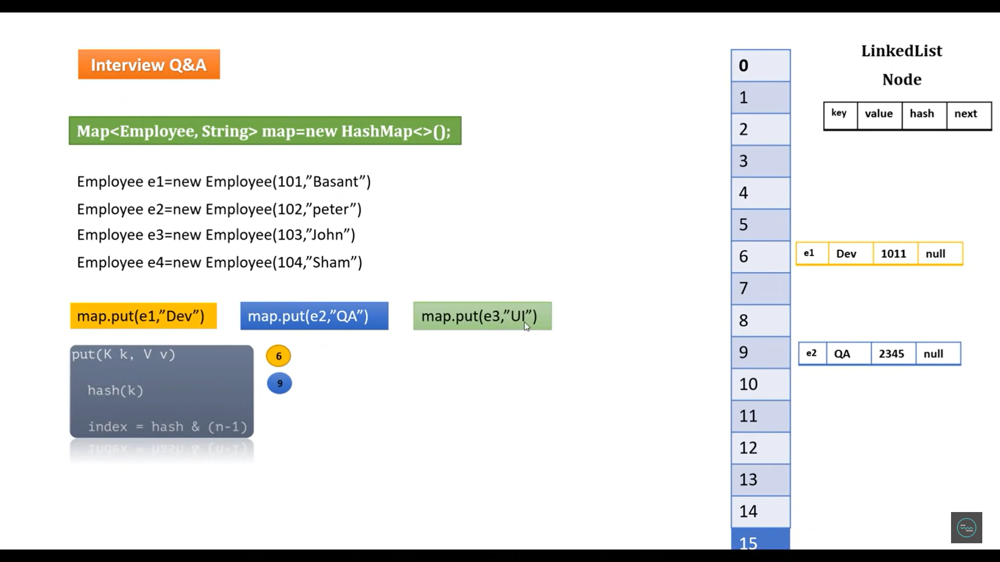 Interview Q&A
Map<Employee, String> map=new HashMap<>();
Employee e1=new Employee(101,”Basant”)
Employee e2=new Employee(102,”peter”)
Employee e3=new Employee(103,”John”)
Employee e4=new Employee(104,”Sham”)
map.put(e1,”Dev”)
map.put(e2,”QA”)
map.put(e3,”UI”)
put(K k, V v)
hash(k)
index = hash & (n-1)
6
9
0
1
2
3
4
5
6
7
8
9
10
11
12
13
14
15
LinkedList
Node
key value hash next
e1 Dev 1011 null
e2 QA 2345 null